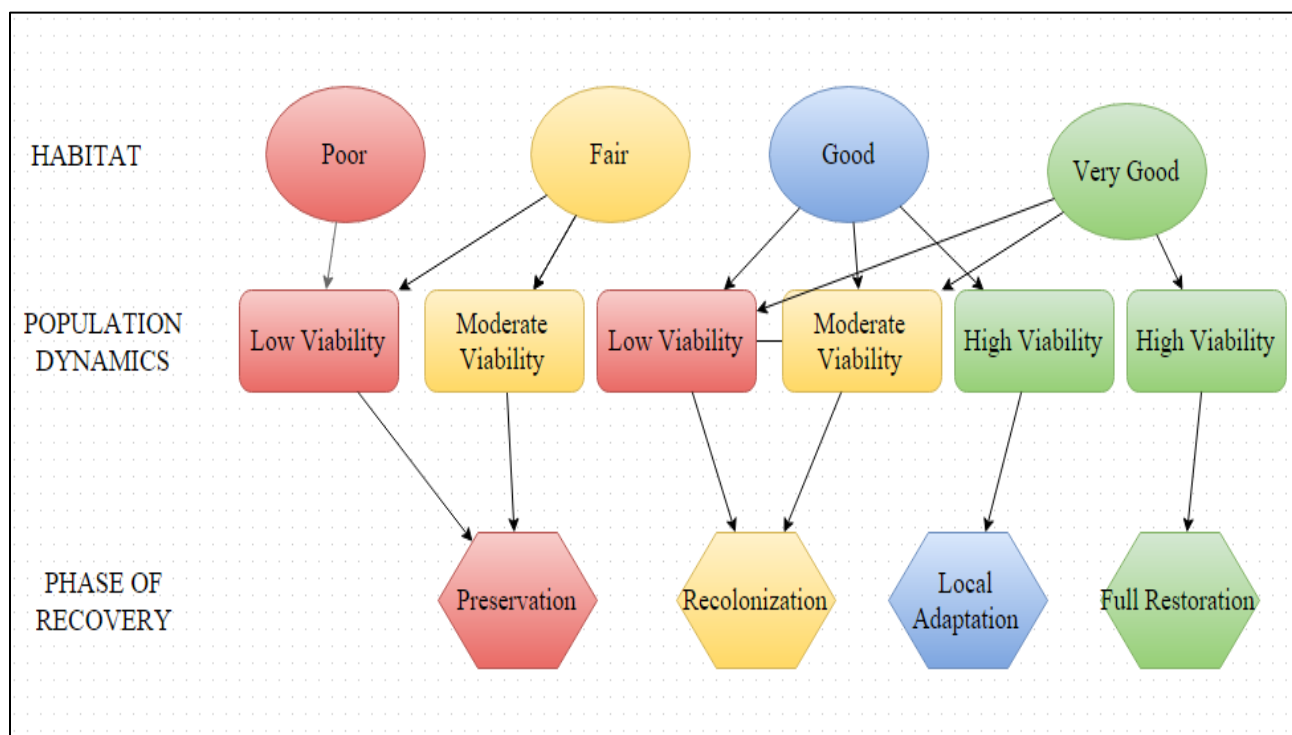 HABITAT
Poor
Fair
Good
Very Good
POPULATION
DYNAMICS
Low Viability
Moderate
Viability
Low Viability
Moderate
Viability
High Viability
High Viability
PHASE OF
RECOVERY
Preservation
Recolonization
Local
Adaptation
Full Restoration